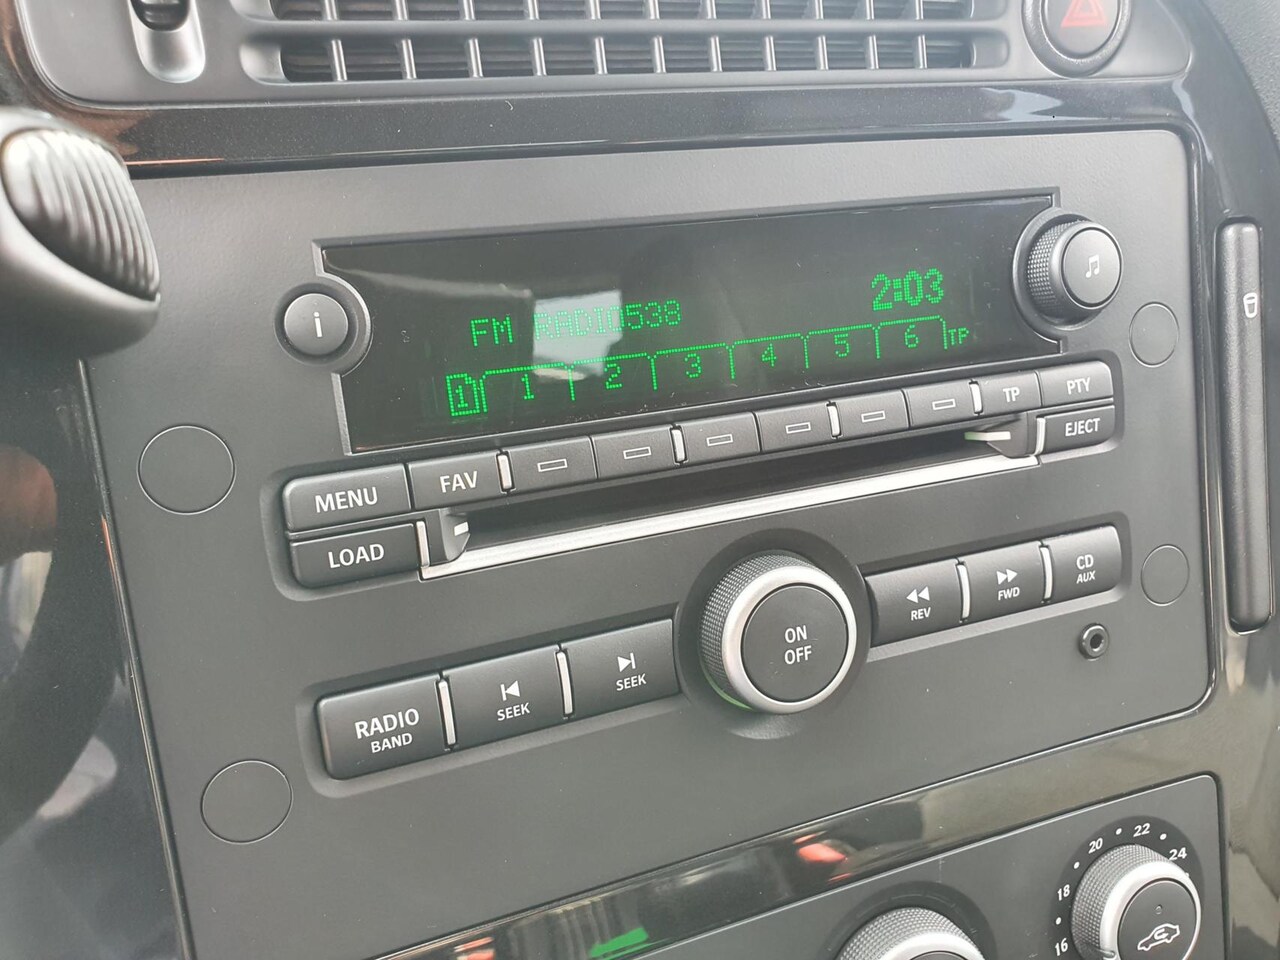 i
FM RADIO538
2:03
1 1 2 3 4 5 6 TP
MENU
FAV
TP
PTY
LOAD
EJECT
RADIO
BAND
SEEK
SEEK
ON
OFF
REV
FWD
CD
AUX
16 18 20 22 24